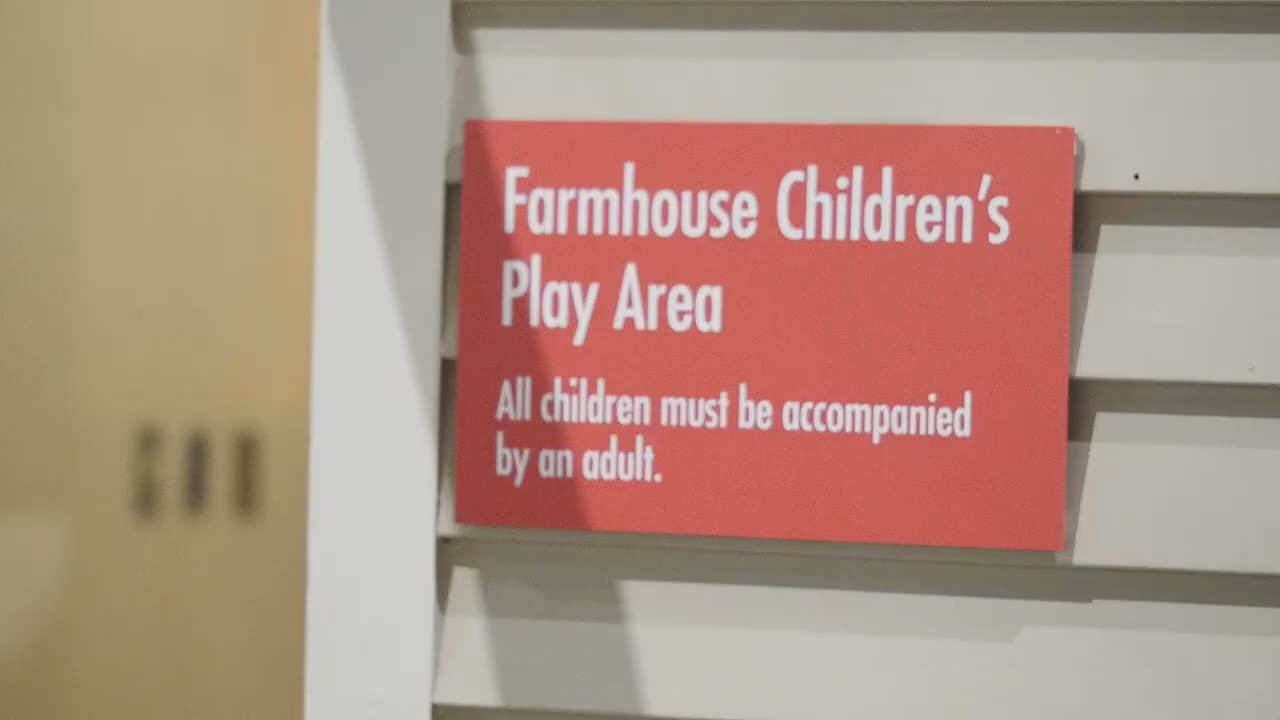 Farmhouse Children's
Play Area
All children must be accompanied
by an adult.